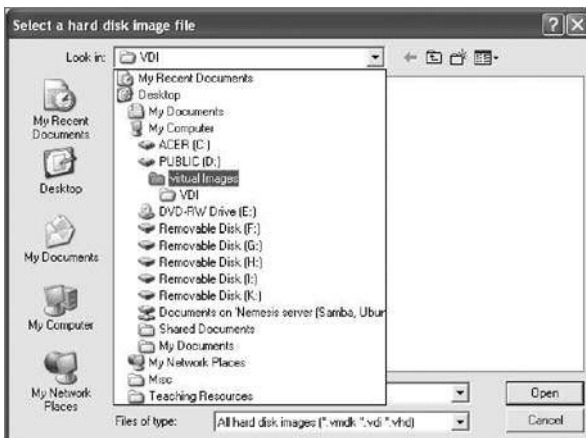 Select a hard disk image file
Look in: VDI
My Recent Documents
Desktop
My Documents
My Computer
ACER (C:)
PUBLIC (D:)
virtual Images
VDI
DVD-RW Drive (E:)
Removable Disk (F:)
Removable Disk (G:)
Removable Disk (H:)
Removable Disk (I:)
Removable Disk (K:)
Documents on 'Nemesis server (Samba, Ubur
Shared Documents
My Documents
My Network Places
Misc
Teaching Resources
My Recent
Documents
Desktop
My Documents
My Computer
My Network
Places
Open
Files of type: All hard disk images (*.vmdk *.vdi *.vhd)
Cancel